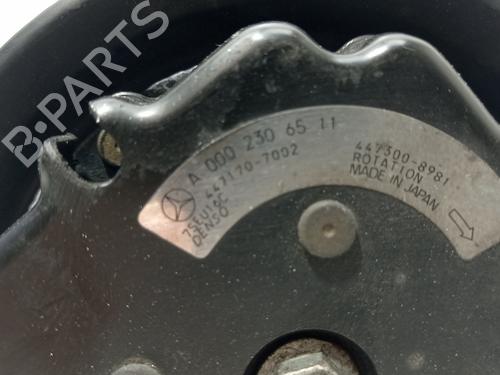 B-PARTS
A 000 230 65 11
447170-7002
7SEU16C
DENSO
447300-8981
ROTATION
MADE IN JAPAN